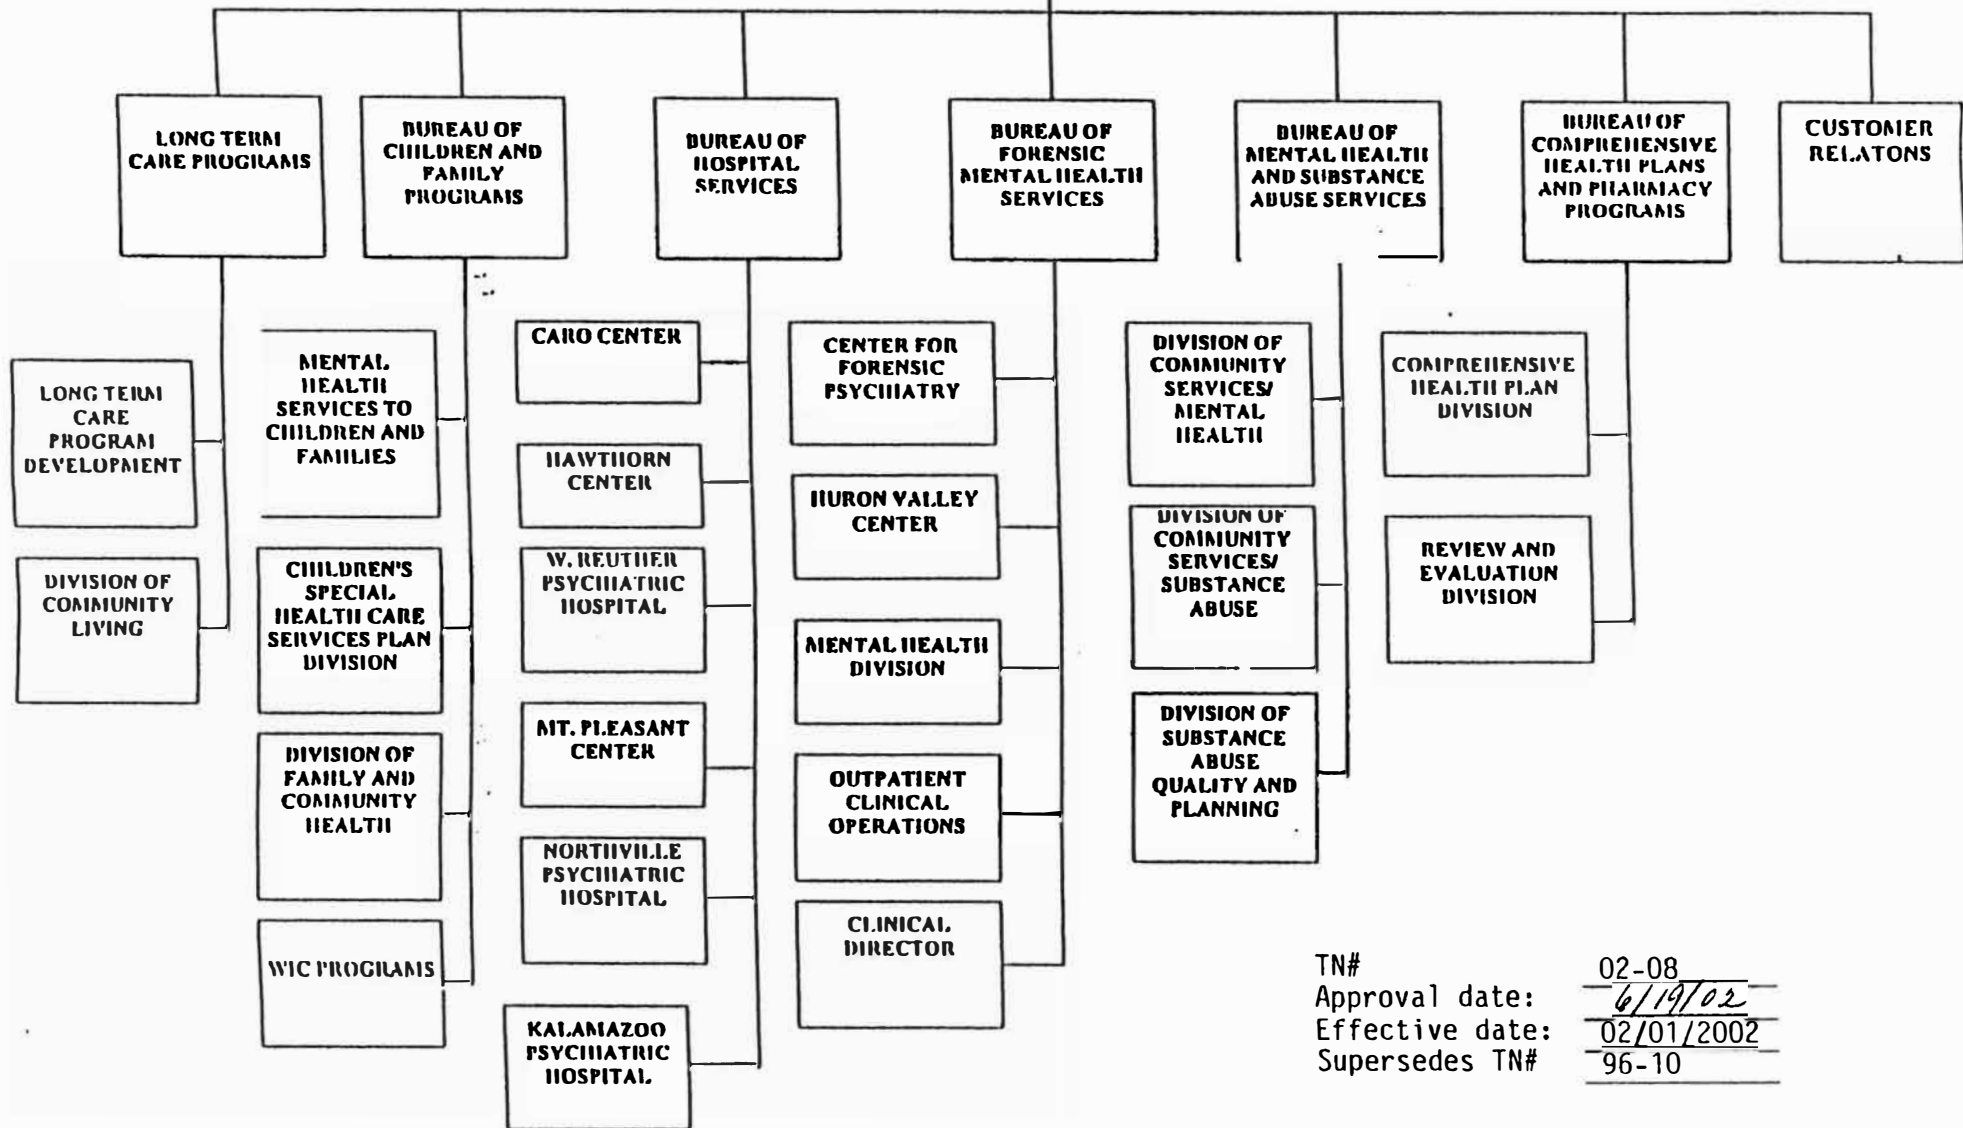 LONG TERM
CARE PROGRAMS
BUREAU OF
CHILDREN AND
FAMILY
PROGRAMS
BUREAU OF
HOSPITAL
SERVICES
BUREAU OF
FORENSIC
MENTAL HEALTH
SERVICES
BUREAU OF
MENTAL HEALTH
AND SUBSTANCE
ABUSE SERVICES
BUREAU OF
COMPREHENSIVE
HEALTH PLANS
AND PHARMACY
PROGRAMS
CUSTOMER
RELATONS
LONG TERM
CARE
PROGRAM
DEVELOPMENT
DIVISION OF
COMMUNITY
LIVING
MENTAL
HEALTH
SERVICES TO
CHILDREN AND
FAMILIES
CHILDREN'S
SPECIAL
HEALTH CARE
SERVICES PLAN
DIVISION
DIVISION OF
FAMILY AND
COMMUNITY
HEALTH
WIC PROGRAMS
CARO CENTER
HAWTHORN
CENTER
W. REUTHER
PSYCHIATRIC
HOSPITAL
MT. PLEASANT
CENTER
NORTHVILLE
PSYCHIATRIC
HOSPITAL
KALAMAZOO
PSYCHIATRIC
HOSPITAL
CENTER FOR
FORENSIC
PSYCHIATRY
HURON VALLEY
CENTER
MENTAL HEALTH
DIVISION
OUTPATIENT
CLINICAL
OPERATIONS
CLINICAL
DIRECTOR
DIVISION OF
COMMUNITY
SERVICES/
MENTAL
HEALTH
DIVISION OF
COMMUNITY
SERVICES/
SUBSTANCE
ABUSE
DIVISION OF
SUBSTANCE
ABUSE
QUALITY AND
PLANNING
COMPREHENSIVE
HEALTH PLAN
DIVISION
REVIEW AND
EVALUATION
DIVISION
TN# 02-08
Approval date: 6/19/02
Effective date: 02/01/2002
Supersedes TN# 96-10